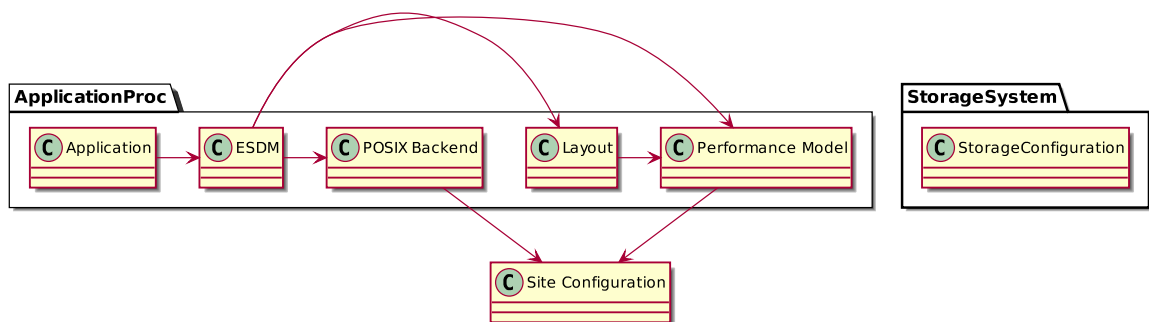 ApplicationProc
StorageSystem
C Application
C ESDM
C POSIX Backend
C Layout
C Performance Model
C StorageConfiguration
C Site Configuration